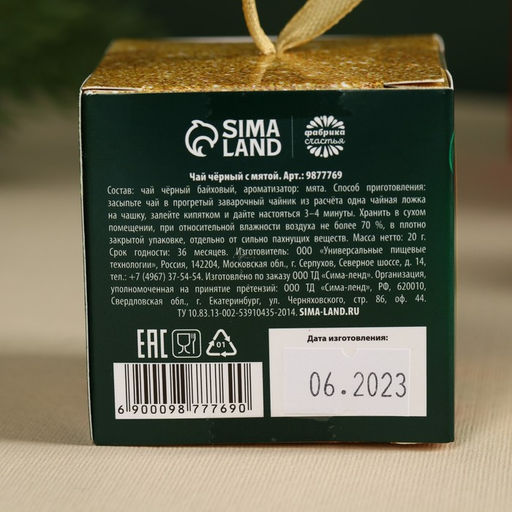 SIMA
LAND
фабрика
счастья
Чай чёрный с мятой. Арт.: 9877769
Состав: чай чёрный байховый, ароматизатор: мята. Способ приготовления:
засыпьте чай в прогретый заварочный чайник из расчёта одна чайная ложка
на чашку, залейте кипятком и дайте настояться 3–4 минуты. Хранить в сухом
помещении, при относительной влажности воздуха не более 70 %, в плотно
закрытой упаковке, отдельно от сильно пахнущих веществ. Масса нетто: 20 г.
Срок годности: 36 месяцев. Изготовитель: ООО «Универсальные пищевые
технологии», Россия, 142204, Московская обл., г. Серпухов, Северное шоссе, д. 14,
тел.: +7 (4967) 37-54-54. Изготовлено по заказу ООО ТД «Сима-ленд». Организация,
уполномоченная на принятие претензий: ООО ТД «Сима-ленд», РФ, 620010,
Свердловская обл., г. Екатеринбург, ул. Черняховского, стр. 86, оф. 44.
ТУ 10.83.13-002-53910435-2014. SIMA-LAND.RU
EAC
01
Дата изготовления:
06.2023
6 900098 777690